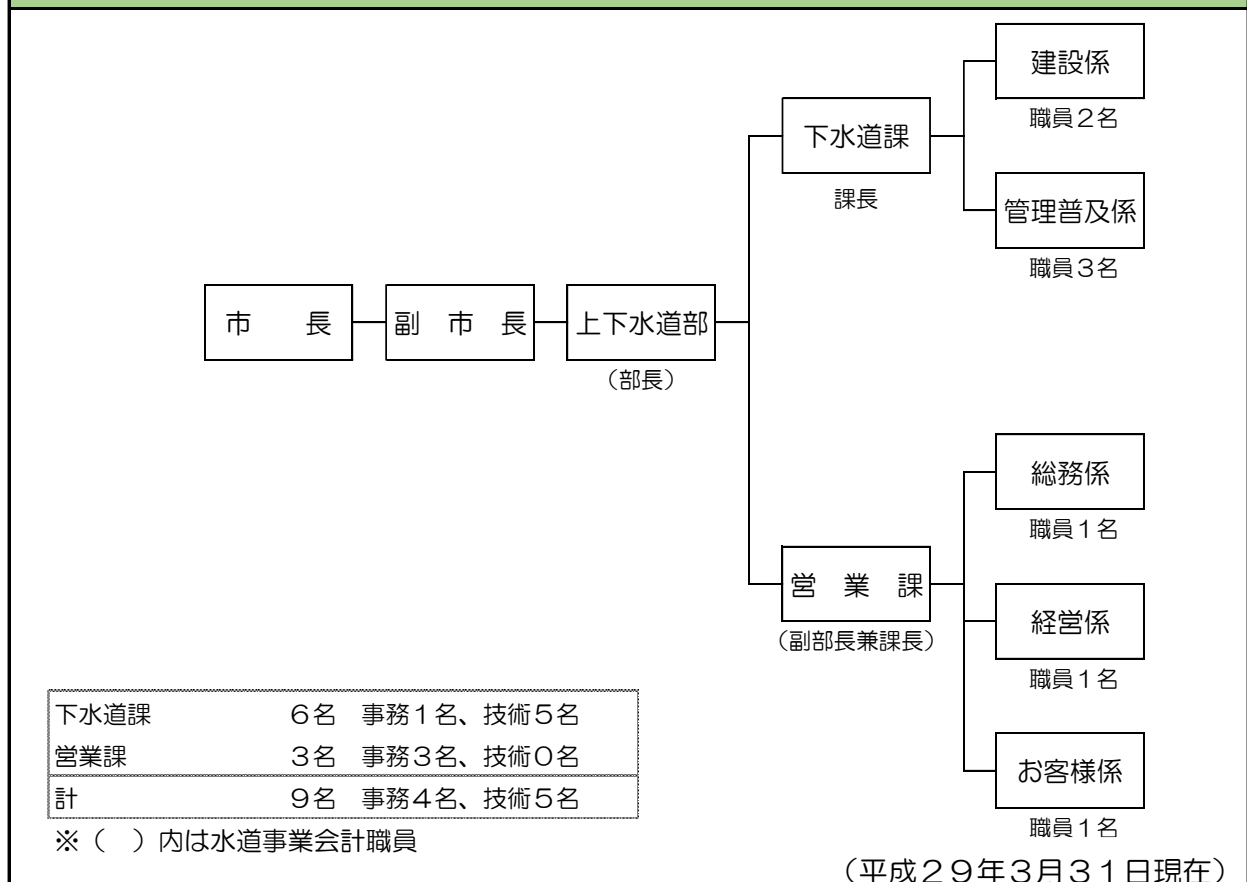 建設係
職員２名
下水道課
課長
管理普及係
職員３名
市　　長
副　市　長
上下水道部
（部長）
総務係
職員１名
営　業　課
（副部長兼課長）
経営係
職員１名
お客様係
職員１名
下水道課　　　　　６名　事務１名、技術５名
営業課　　　　　　３名　事務３名、技術０名
計　　　　　　　　９名　事務４名、技術５名
※（　）内は水道事業会計職員
（平成２９年３月３１日現在）